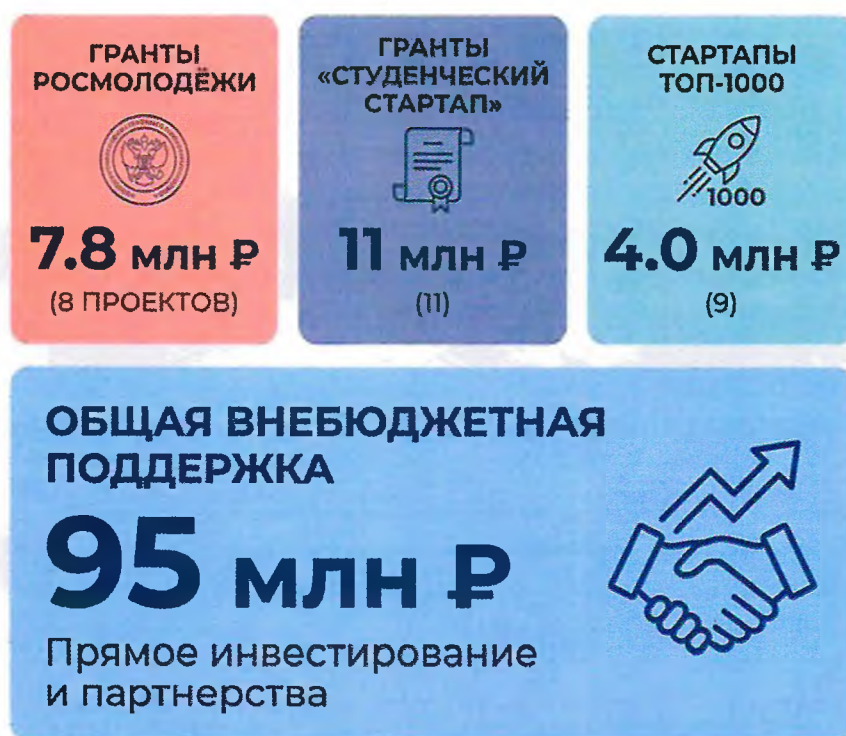 ГРАНТЫ
РОСМОЛОДЁЖИ
7.8 млн ₽
(8 ПРОЕКТОВ)
ГРАНТЫ
«СТУДЕНЧЕСКИЙ
СТАРТАП»
11 млн ₽
(11)
СТАРТАПЫ
ТОП-1000
1000
4.0 млн ₽
(9)
ОБЩАЯ ВНЕБЮДЖЕТНАЯ
ПОДДЕРЖКА
95 млн ₽
Прямое инвестирование
и партнерства